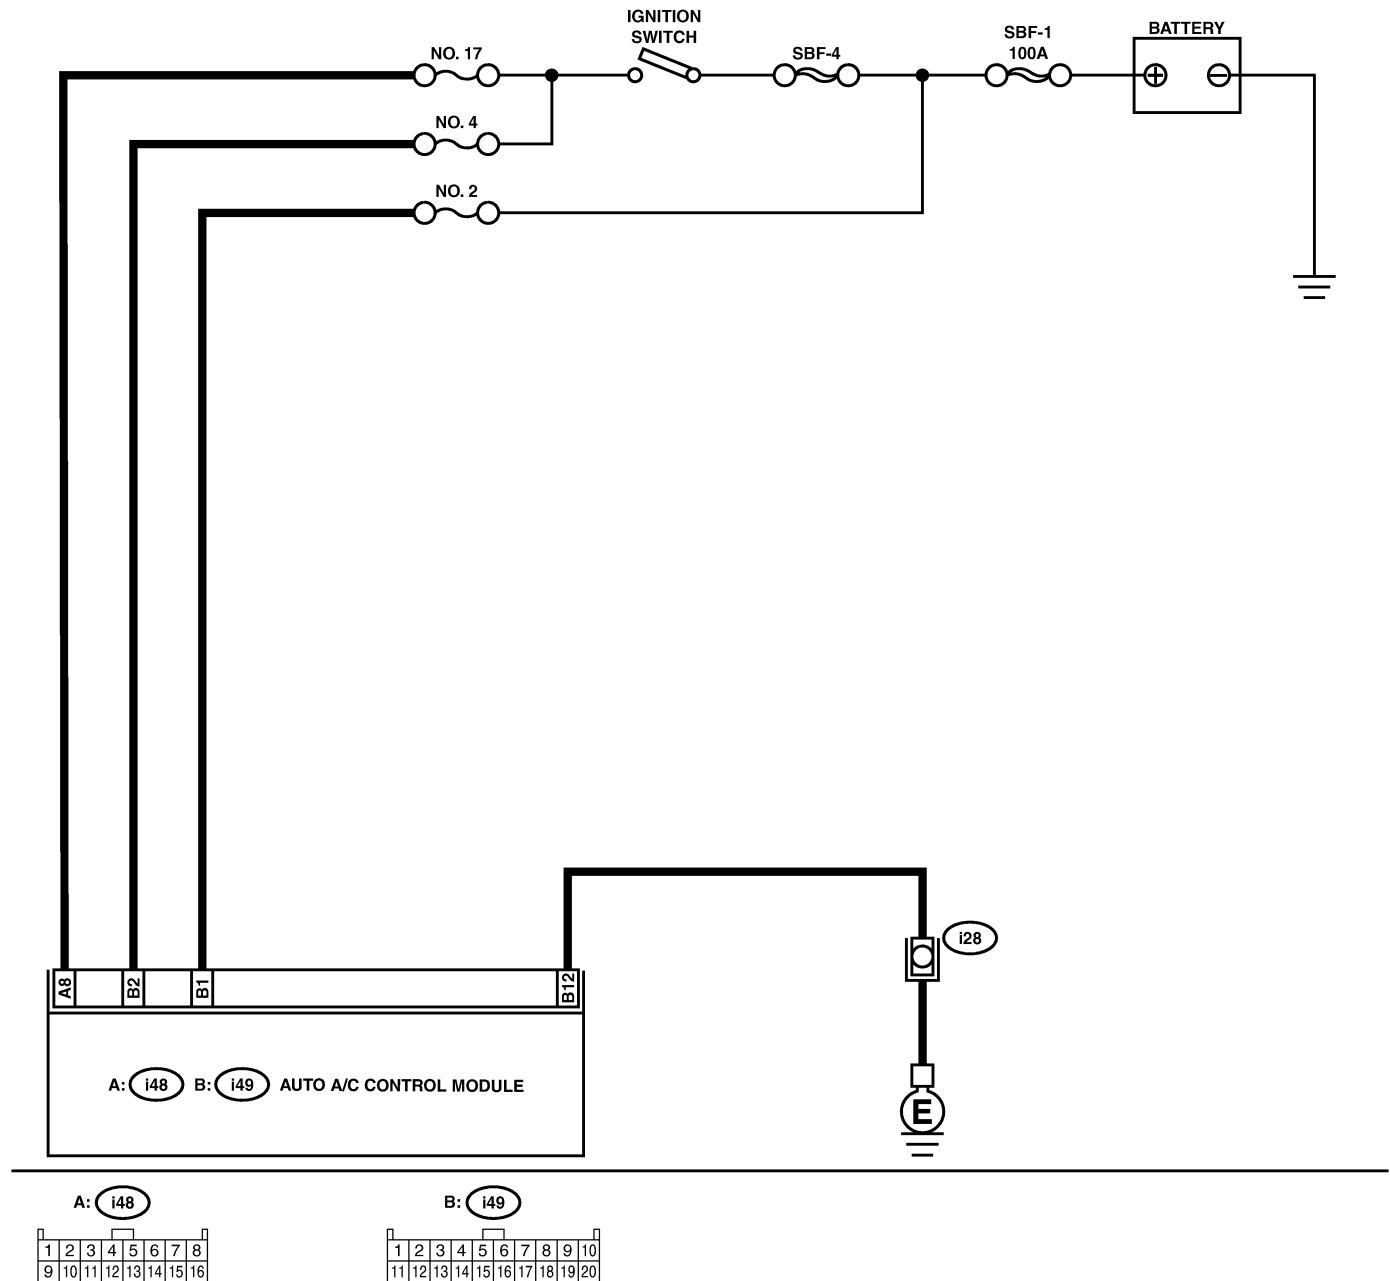 IGNITION
SWITCH
BATTERY
SBF-1
100A
NO. 17
SBF-4
NO. 4
NO. 2
i28
A8
B2
B1
B12
A: i48 B: i49 AUTO A/C CONTROL MODULE
E
A: i48
B: i49
1 2 3 4 5 6 7 8
9 10 11 12 13 14 15 16
1 2 3 4 5 6 7 8 9 10
11 12 13 14 15 16 17 18 19 20